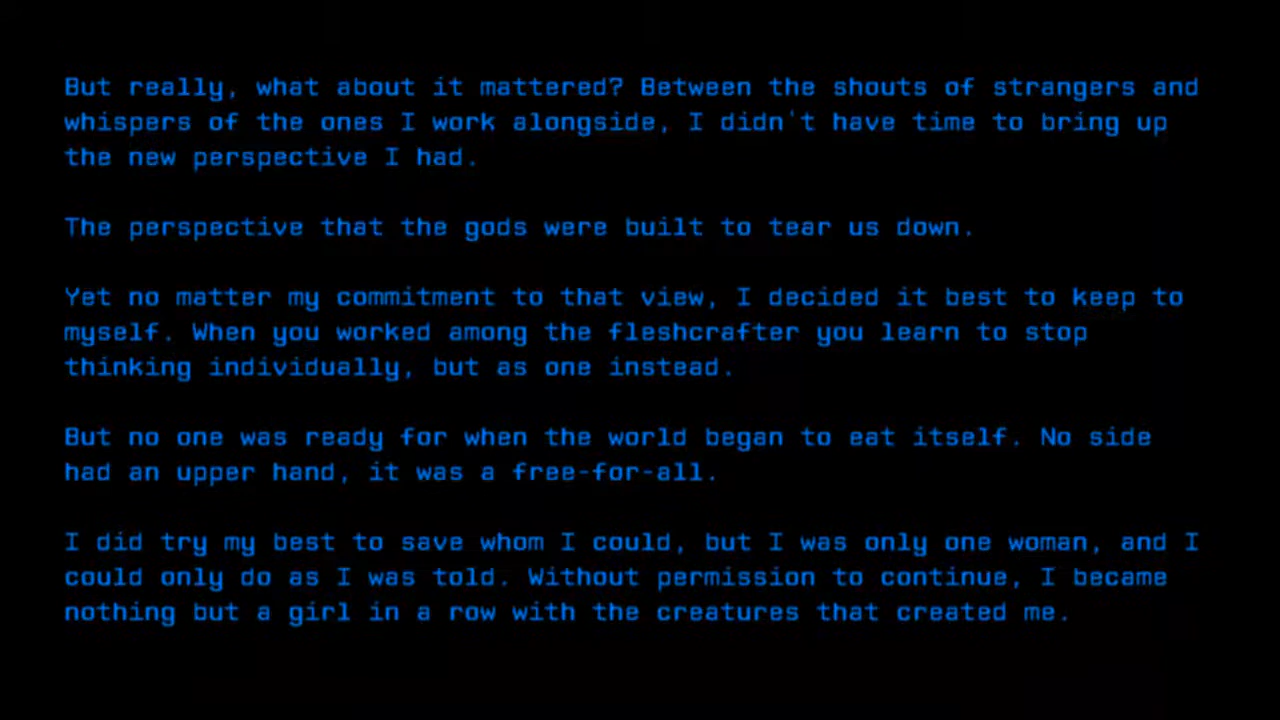 But really, what about it mattered? Between the shouts of strangers and
whispers of the ones I work alongside, I didn't have time to bring up
the new perspective I had.
The perspective that the gods were built to tear us down.
Yet no matter my commitment to that view, I decided it best to keep to
myself. When you worked among the fleshcrafter you learn to stop
thinking individually, but as one instead.
But no one was ready for when the world began to eat itself. No side
had an upper hand, it was a free-for-all.
I did try my best to save whom I could, but I was only one woman, and I
could only do as I was told. Without permission to continue, I became
nothing but a girl in a row with the creatures that created me.